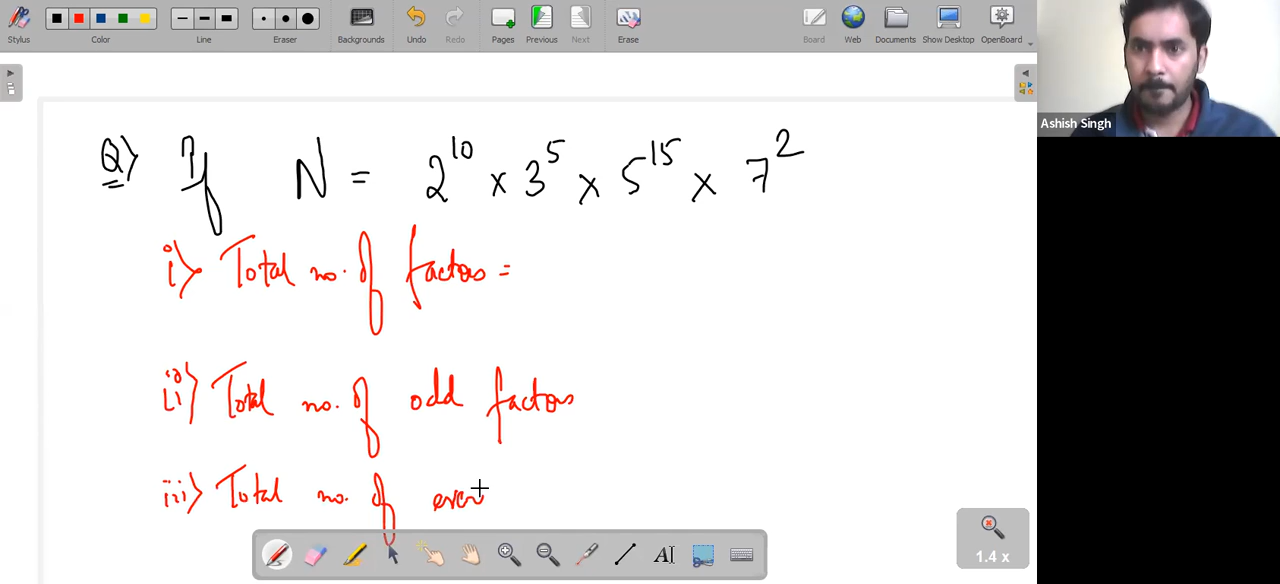 Stylus Color Line Eraser Backgrounds Undo Redo Pages Previous Next Erase Board Web Documents Show Desktop OpenBoard
Ashish Singh
Q) If N = 2^10 × 3^5 × 5^15 × 7^2
i) Total no. of factors =
ii) Total no. of odd factors
iii) Total no. of even
1.4 x